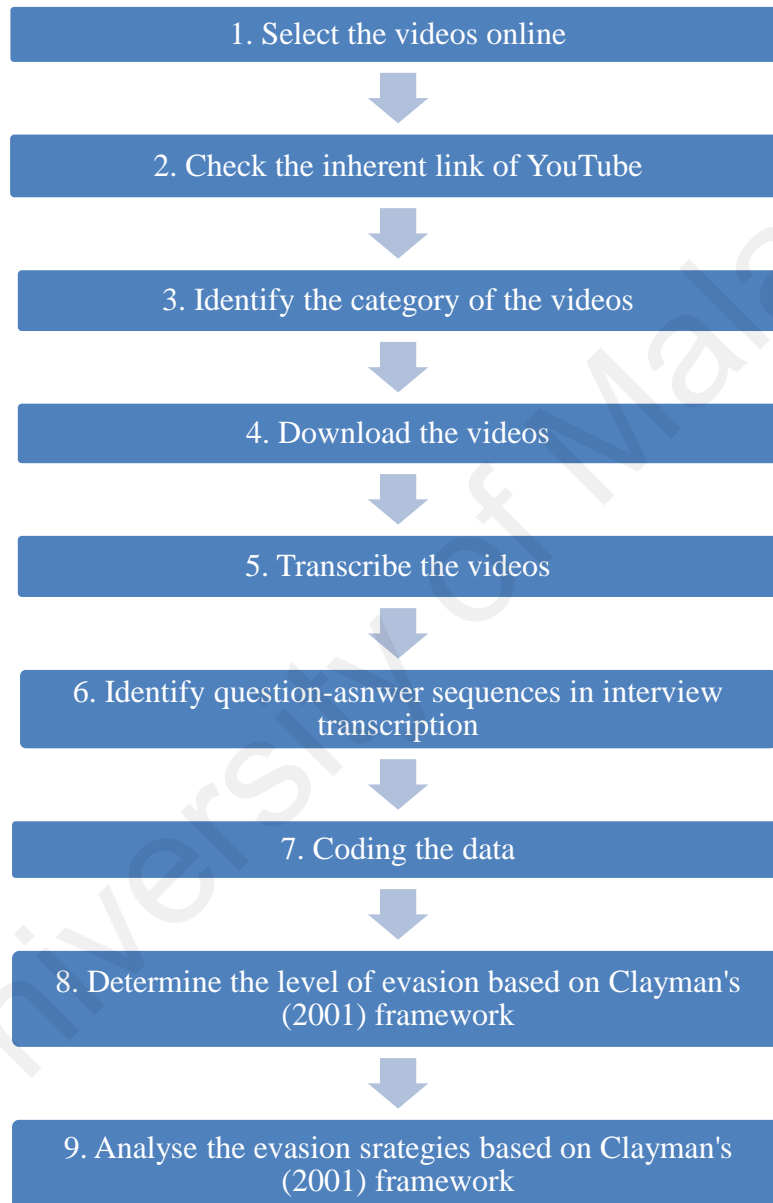 1. Select the videos online
2. Check the inherent link of YouTube
3. Identify the category of the videos
4. Download the videos
5. Transcribe the videos
6. Identify question-asnwer sequences in interview
transcription
7. Coding the data
8. Determine the level of evasion based on Clayman's
(2001) framework
9. Analyse the evasion srategies based on Clayman's
(2001) framework
niversity of Mala